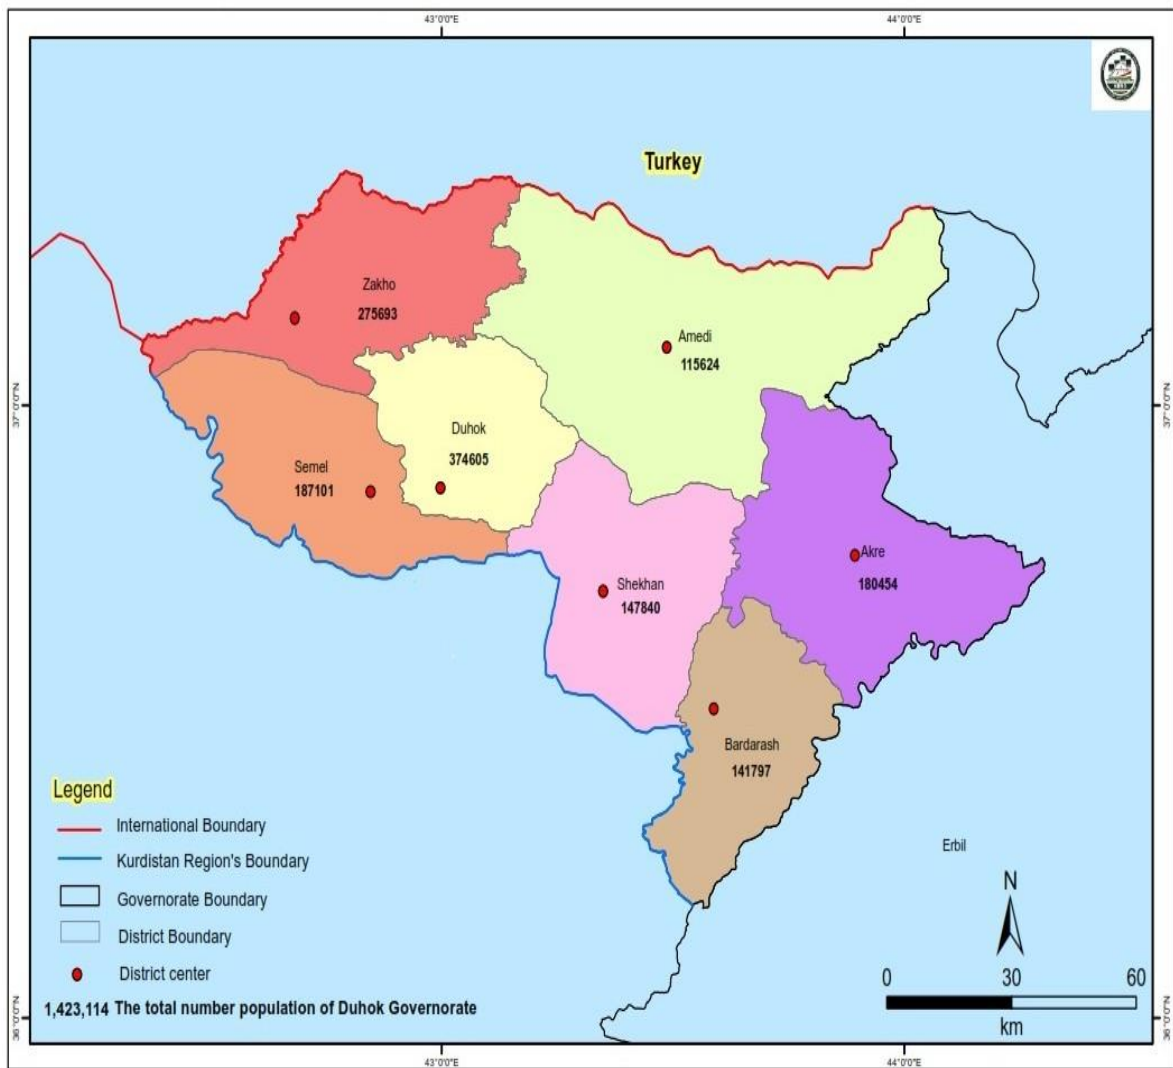 43°0'0"E
44°0'0"E
Turkey
Zakho
275693
Amedi
115624
37°0'0"N
37°0'0"N
Duhok
374605
Semel
187101
Akre
180454
Shekhan
147840
Bardarash
141797
Erbil
Legend
International Boundary
Kurdistan Region's Boundary
Governorate Boundary
District Boundary
District center
1,423,114 The total number population of Duhok Governorate
N
0 30 60
km
36°0'0"N
36°0'0"N
43°0'0"E
44°0'0"E